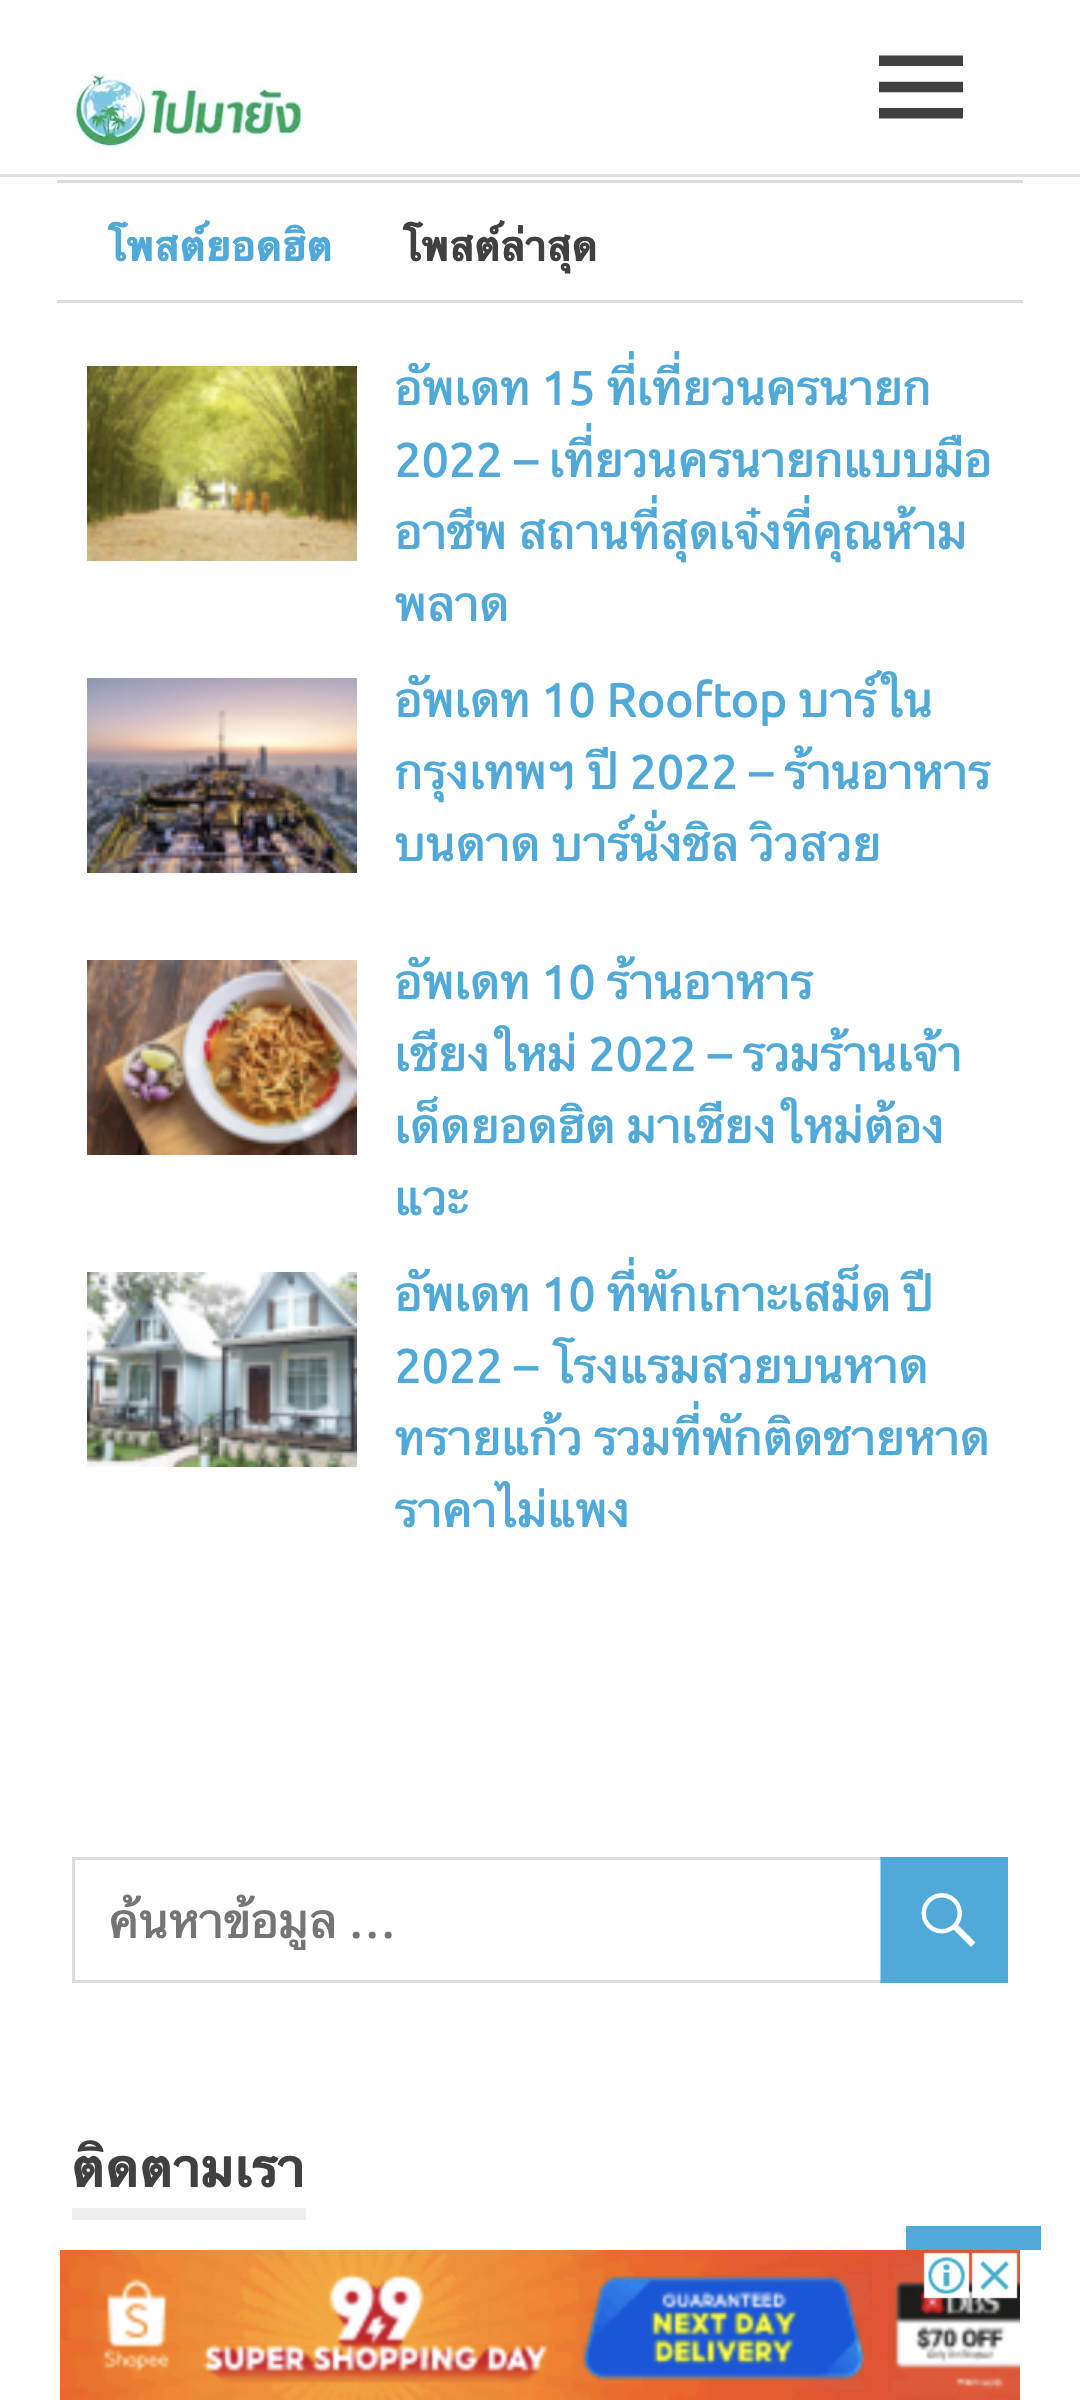 ไปมายัง
โพสต์ยอดฮิต โพสต์ล่าสุด
อัพเดท 15 ที่เที่ยวนครนายก
2022 – เที่ยวนครนายกแบบมือ
อาชีพ สถานที่สุดเจ๋งที่คุณห้าม
พลาด
อัพเดท 10 Rooftop บาร์ใน
กรุงเทพฯ ปี 2022 – ร้านอาหาร
บนดาด บาร์นั่งชิล วิวสวย
อัพเดท 10 ร้านอาหาร
เชียงใหม่ 2022 – รวมร้านเจ้า
เด็ดยอดฮิต มาเชียงใหม่ต้อง
แวะ
อัพเดท 10 ที่พักเกาะเสม็ด ปี
2022 – โรงแรมสวยบนหาด
ทรายแก้ว รวมที่พักติดชายหาด
ราคาไม่แพง
ค้นหาข้อมูล ...
ติดตามเรา
Shopee
9.9
SUPER SHOPPING DAY
GUARANTEED
NEXT DAY
DELIVERY
DBS
$70 OFF